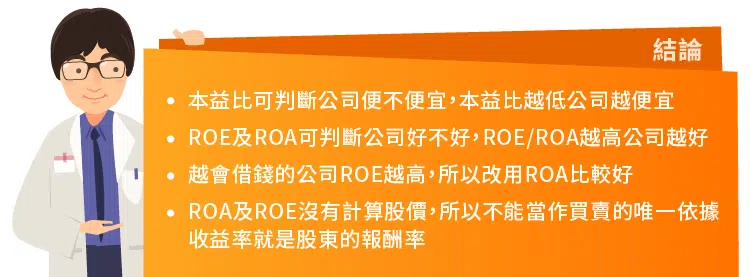 結論
• 本益比可判斷公司便不便宜,本益比越低公司越便宜
• ROE及ROA可判斷公司好不好,ROE/ROA越高公司越好
• 越會借錢的公司ROE越高,所以改用ROA比較好
• ROA及ROE沒有計算股價,所以不能當作買賣的唯一依據
收益率就是股東的報酬率